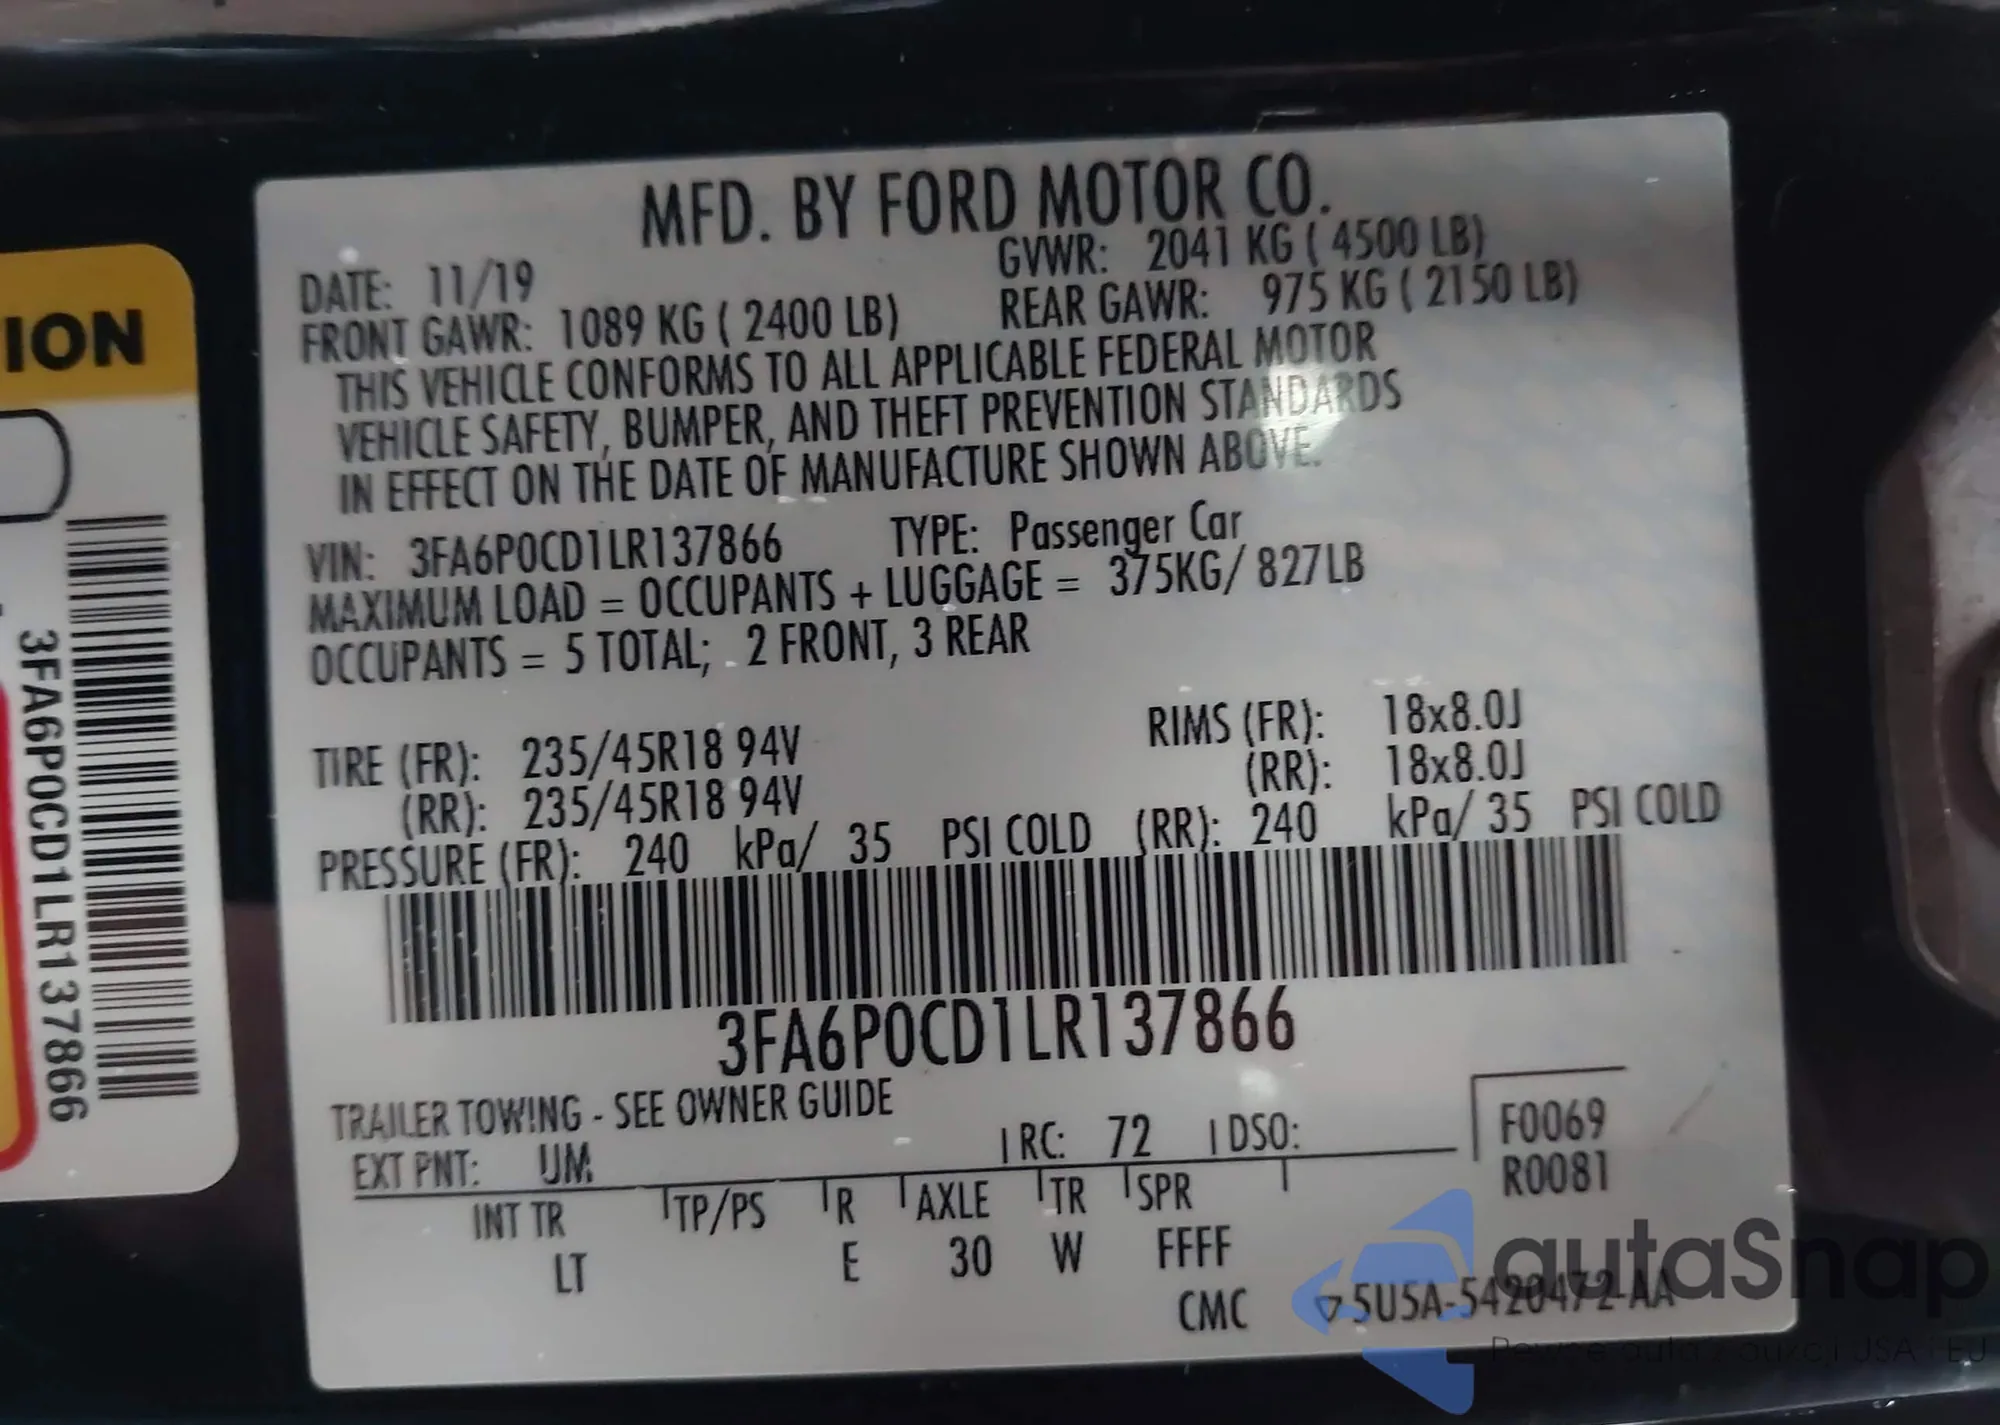 MFD. BY FORD MOTOR CO.
DATE: 11/19 GVWR: 2041 KG ( 4500 LB)
FRONT GAWR: 1089 KG ( 2400 LB) REAR GAWR: 975 KG ( 2150 LB)
THIS VEHICLE CONFORMS TO ALL APPLICABLE FEDERAL MOTOR
VEHICLE SAFETY, BUMPER, AND THEFT PREVENTION STANDARDS
IN EFFECT ON THE DATE OF MANUFACTURE SHOWN ABOVE.
VIN: 3FA6P0CD1LR137866 TYPE: Passenger Car
MAXIMUM LOAD = OCCUPANTS + LUGGAGE = 375KG/ 827LB
OCCUPANTS = 5 TOTAL; 2 FRONT, 3 REAR
TIRE (FR): 235/45R18 94V RIMS (FR): 18x8.0J
(RR): 235/45R18 94V (RR): 18x8.0J
PRESSURE (FR): 240 kPa/ 35 PSI COLD (RR): 240 kPa/ 35 PSI COLD
3FA6P0CD1LR137866
TRAILER TOWING - SEE OWNER GUIDE
EXT PNT: UM RC: 72 DSO: F0069
R0081
INT TR TP/PS R AXLE TR SPR
LT E 30 W FFFF
CMC 5U5A-5420472-AA
ION
3FA6P0CD1LR137866
autaSnap